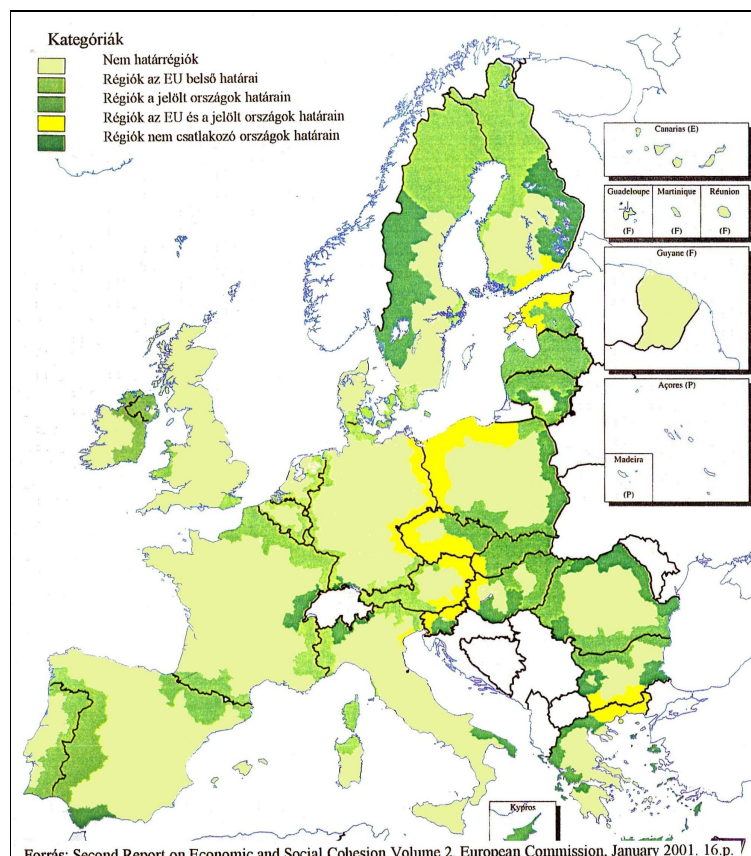 Kategóriák
Nem határrégiók
Régiók az EU belső határai
Régiók a jelölt országok határain
Régiók az EU és a jelölt országok határain
Régiók nem csatlakozó országok határain
Canarias (E)
Guadeloupe
Martinique
Réunion
(F)
(F)
(F)
Guyane (F)
Açores (P)
Madeira
(P)
Kypros
Forrás: Second Report on Economic and Social Cohesion Volume 2. European Commission, January 2001. 16.p.